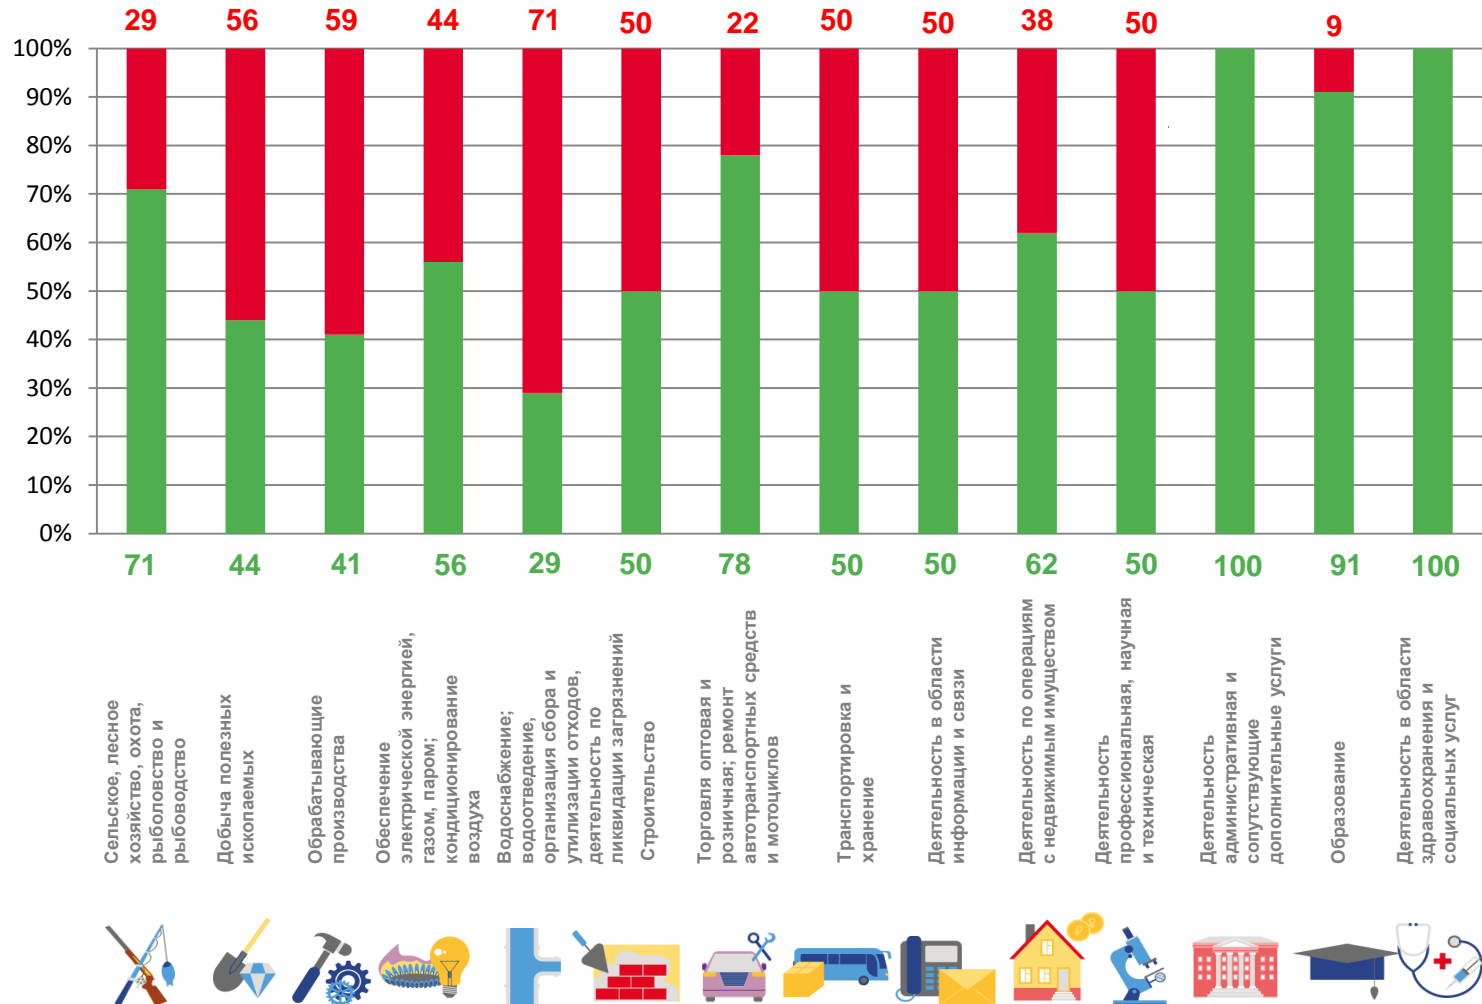 29 56 59 44 71 50 22 50 50 38 50 9
100%
90%
80%
70%
60%
50%
40%
30%
20%
10%
0%
71 44 41 56 29 50 78 50 50 62 50 100 91 100
Сельское, лесное
хозяйство, охота,
рыболовство и
рыбоводство
Добыча полезных
ископаемых
Обрабатывающие
производства
Обеспечение
электрической энергией,
газом, паром;
кондиционирование
воздуха
Водоснабжение;
водоотведение,
организация сбора и
утилизации отходов,
деятельность по
ликвидации загрязнений
Строительство
Торговля оптовая и
розничная; ремонт
автотранспортных средств
и мотоциклов
Транспортировка и
хранение
Деятельность в области
информации и связи
Деятельность по операциям
с недвижимым имуществом
Деятельность
профессиональная, научная
и техническая
Деятельность
административная и
сопутствующие
дополнительные услуги
Образование
Деятельность в области
здравоохранения и
социальных услуг